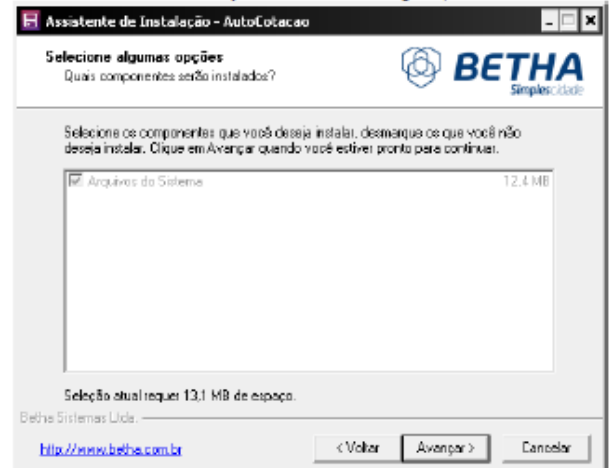 Assistente de Instalação - AutoCotacao
Selecione algumas opções
Quais componentes serão instalados?
BETHA
Simplescidade
Selecione os componentes que você deseja instalar, desmarque os que você não
deseja instalar. Clique em Avançar quando você estiver pronto para continuar.
Arquivos do Sistema 12,4 MB
Seleção atual requer 13,1 MB de espaço.
Betha Sistemas Ltda.
http://www.betha.com.br
< Voltar Avançar > Cancelar